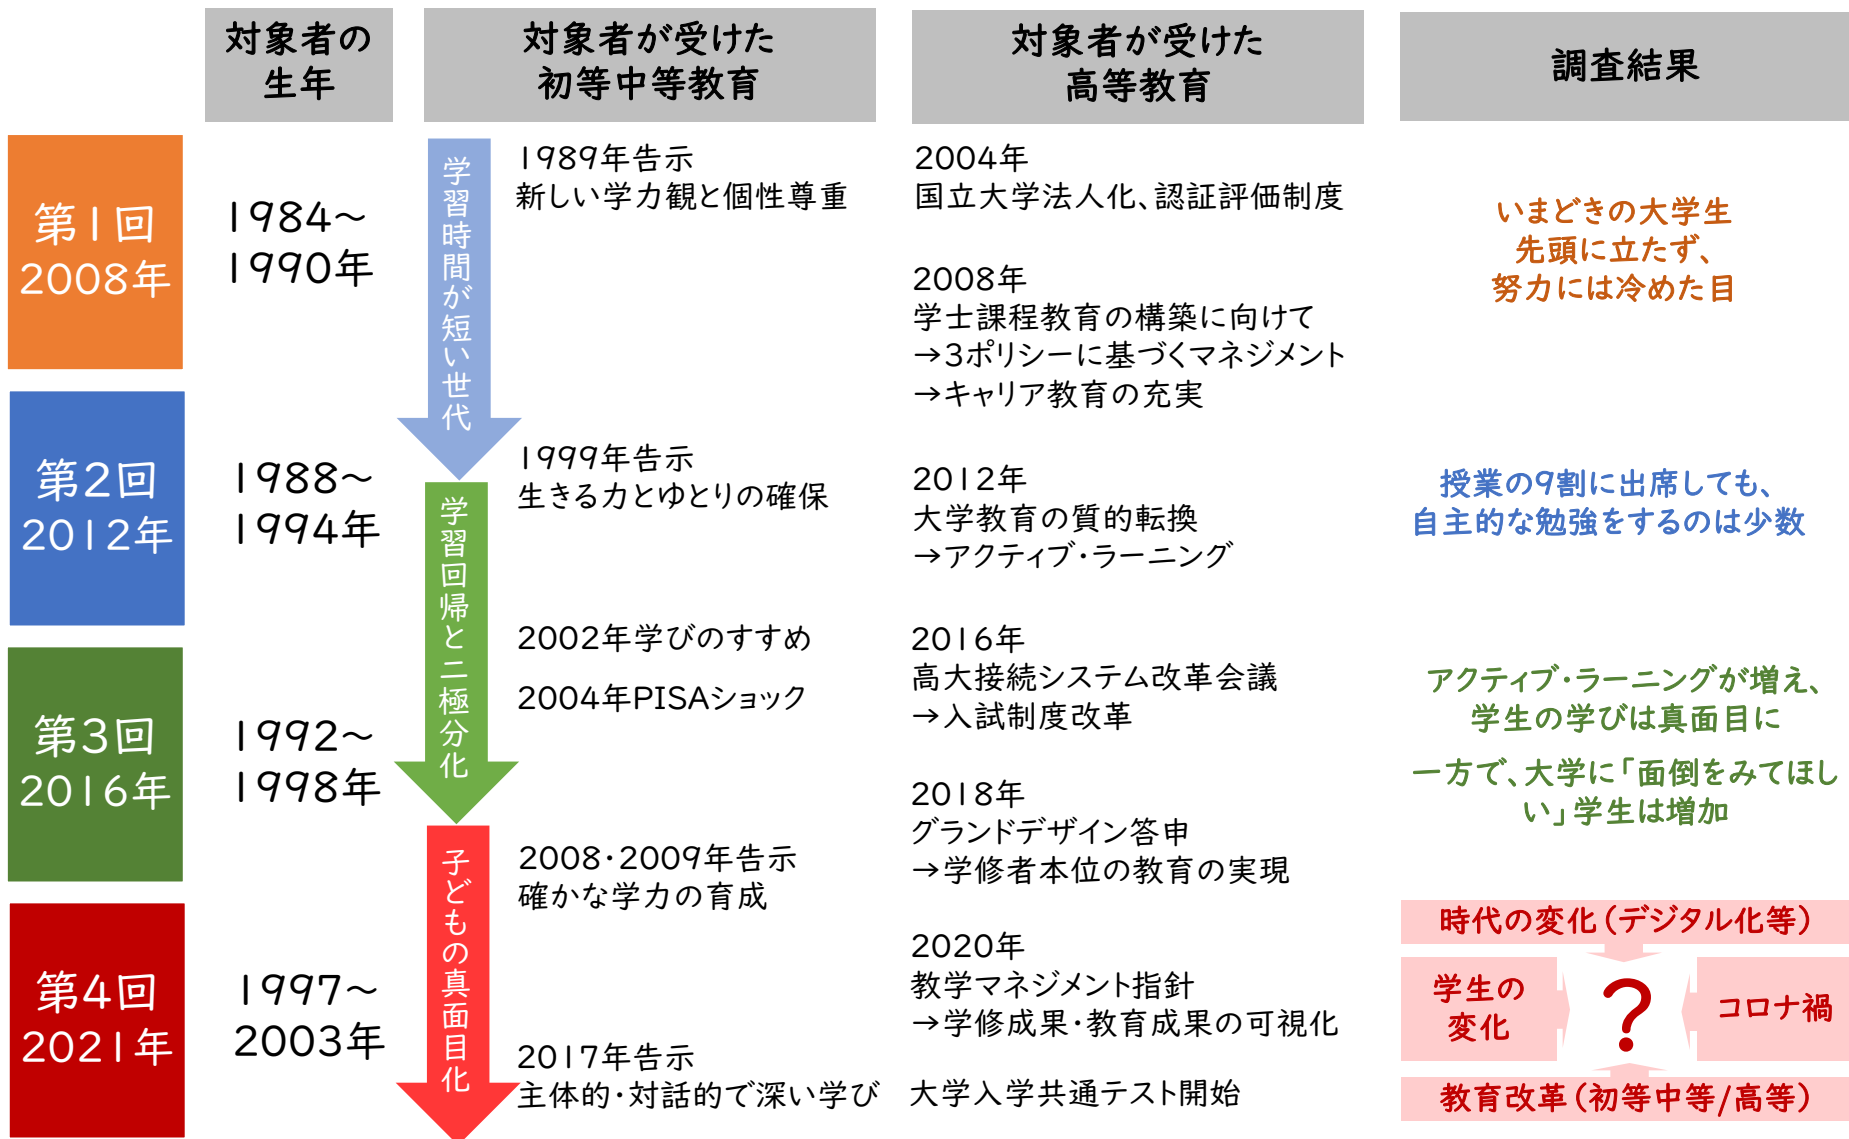 対象者の
生年
対象者が受けた
初等中等教育
対象者が受けた
高等教育
調査結果
第1回
2008年
1984～
1990年
学習時間が短い世代
1989年告示
新しい学力観と個性尊重
2004年
国立大学法人化、認証評価制度
2008年
学士課程教育の構築に向けて
→3ポリシーに基づくマネジメント
→キャリア教育の充実
いまどきの大学生
先頭に立たず、
努力には冷めた目
第2回
2012年
1988～
1994年
学習回帰と二極分化
1999年告示
生きる力とゆとりの確保
2012年
大学教育の質的転換
→アクティブ・ラーニング
授業の9割に出席しても、
自主的な勉強をするのは少数
第3回
2016年
1992～
1998年
2002年学びのすすめ
2004年PISAショック
2016年
高大接続システム改革会議
→入試制度改革
2018年
グランドデザイン答申
→学修者本位の教育の実現
アクティブ・ラーニングが増え、
学生の学びは真面目に
一方で、大学に「面倒をみてほし
い」学生は増加
第4回
2021年
1997～
2003年
子どもの真面目化
2008・2009年告示
確かな学力の育成
2017年告示
主体的・対話的で深い学び
2020年
教学マネジメント指針
→学修成果・教育成果の可視化
大学入学共通テスト開始
時代の変化（デジタル化等）
学生の
変化
?
コロナ禍
教育改革（初等中等/高等）